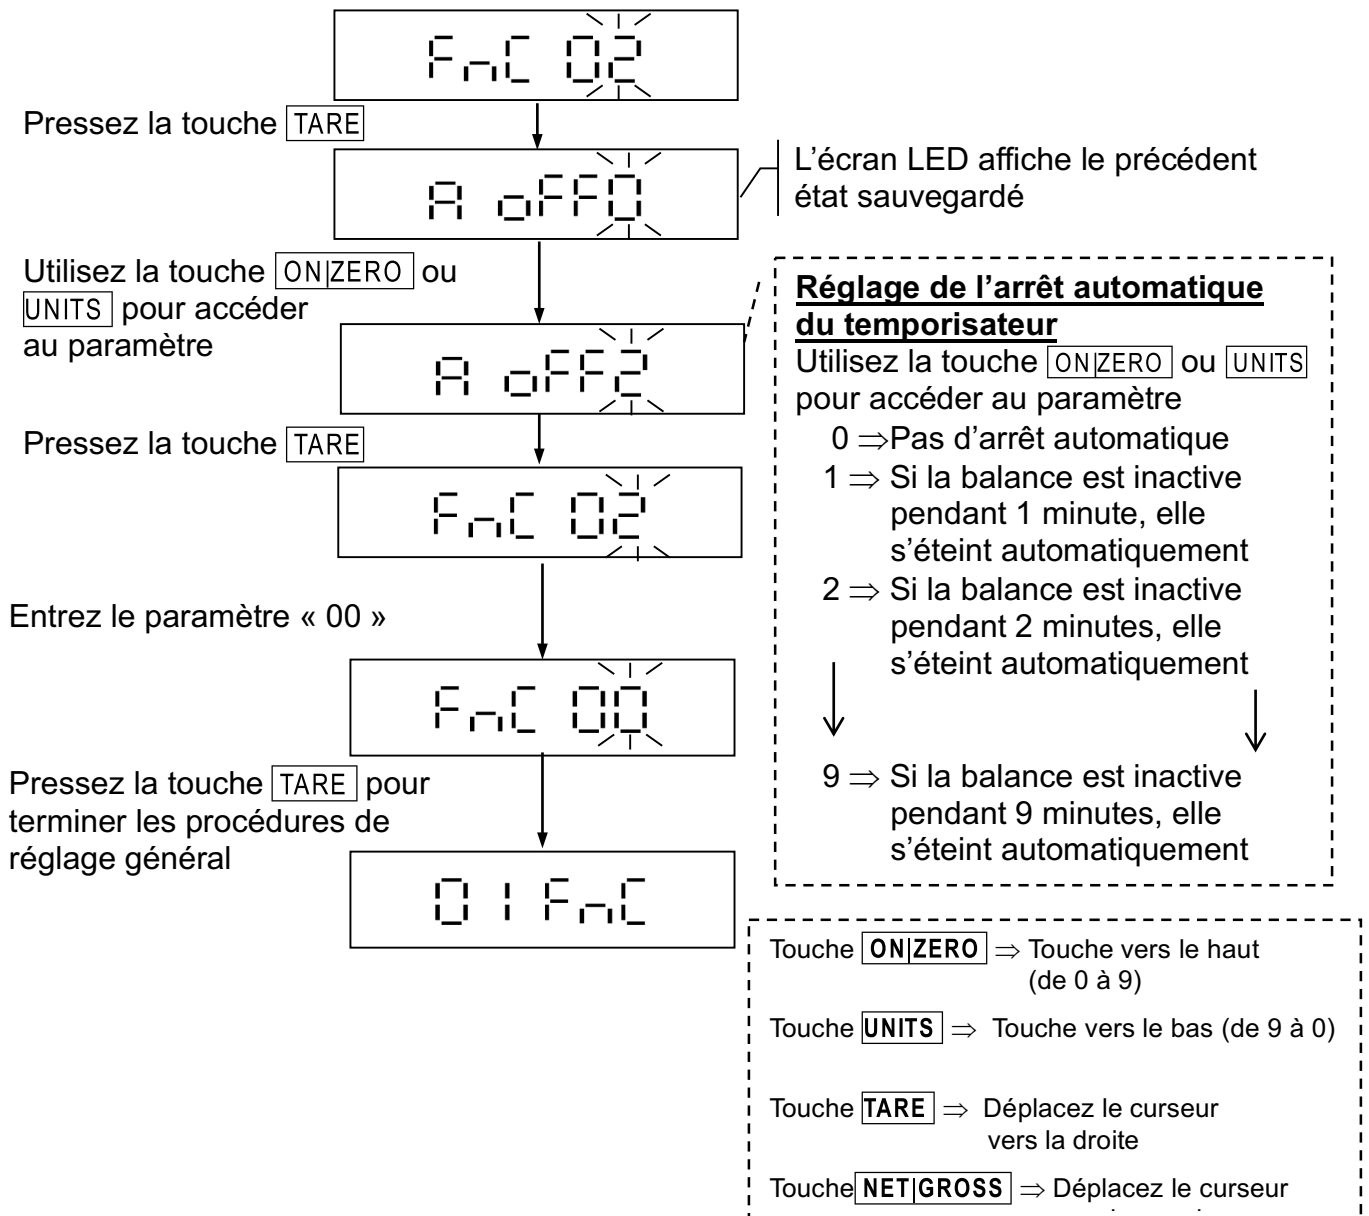 FnC 02
Pressez la touche TARE
A oFF0
L’écran LED affiche le précédent
état sauvegardé
Utilisez la touche ON|ZERO ou
UNITS pour accéder
au paramètre
A oFF2
Pressez la touche TARE
FnC 02
Entrez le paramètre « 00 »
FnC 00
Pressez la touche TARE pour
terminer les procédures de
réglage général
01FnC
Réglage de l’arrêt automatique
du temporisateur
Utilisez la touche ON|ZERO ou UNITS
pour accéder au paramètre
0 ⇒Pas d’arrêt automatique
1 ⇒ Si la balance est inactive
pendant 1 minute, elle
s’éteint automatiquement
2 ⇒ Si la balance est inactive
pendant 2 minutes, elle
s’éteint automatiquement
9 ⇒ Si la balance est inactive
pendant 9 minutes, elle
s’éteint automatiquement
Touche ON|ZERO ⇒ Touche vers le haut
(de 0 à 9)
Touche UNITS ⇒ Touche vers le bas (de 9 à 0)
Touche TARE ⇒ Déplacez le curseur
vers la droite
Touche NET|GROSS ⇒ Déplacez le curseur